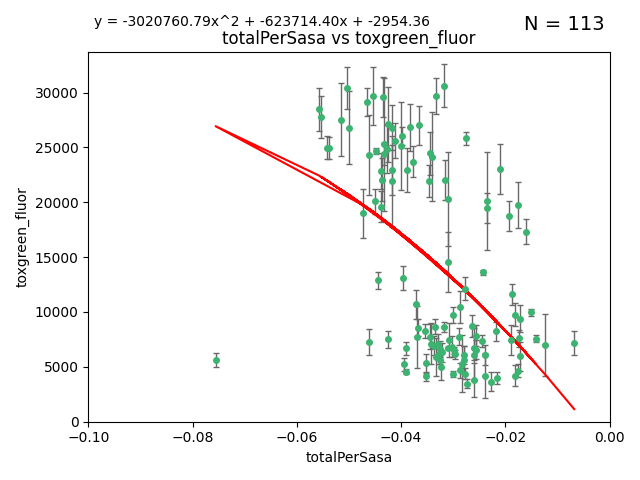 y = -3020760.79x^2 + -623714.40x + -2954.36
N = 113
totalPerSasa vs toxgreen_fluor
toxgreen_fluor
30000
25000
20000
15000
10000
5000
0
−0.10 −0.08 −0.06 −0.04 −0.02 0.00
totalPerSasa